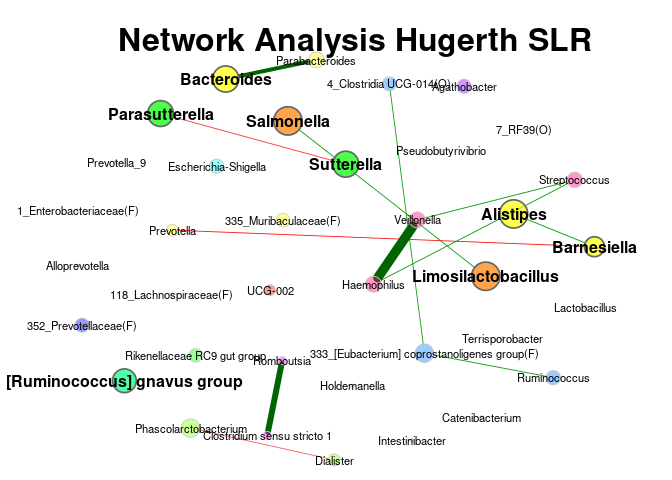 Network Analysis Hugerth SLR
Parabacteroides
Bacteroides
4_Clostridia UCG-014(O)
Agathobacter
Parasutterella
Salmonella
7_RF39(O)
Pseudobutyrivibrio
Prevotella_9
Escherichia-Shigella
Sutterella
Streptococcus
1_Enterobacteriaceae(F)
335_Muribaculaceae(F)
Veillonella
Alistipes
Prevotella
Barnesiella
Alloprevotella
Limosilactobacillus
Haemophilus
118_Lachnospiraceae(F)
UCG-002
Lactobacillus
352_Prevotellaceae(F)
Terrisporobacter
Rikenellaceae RC9 gut group
333_[Eubacterium] coprostanoligenes group(F)
Romboutsia
[Ruminococcus] gnavus group
Ruminococcus
Holdemanella
Catenibacterium
Phascolarctobacterium
Clostridium sensu stricto 1
Intestinibacter
Dialister